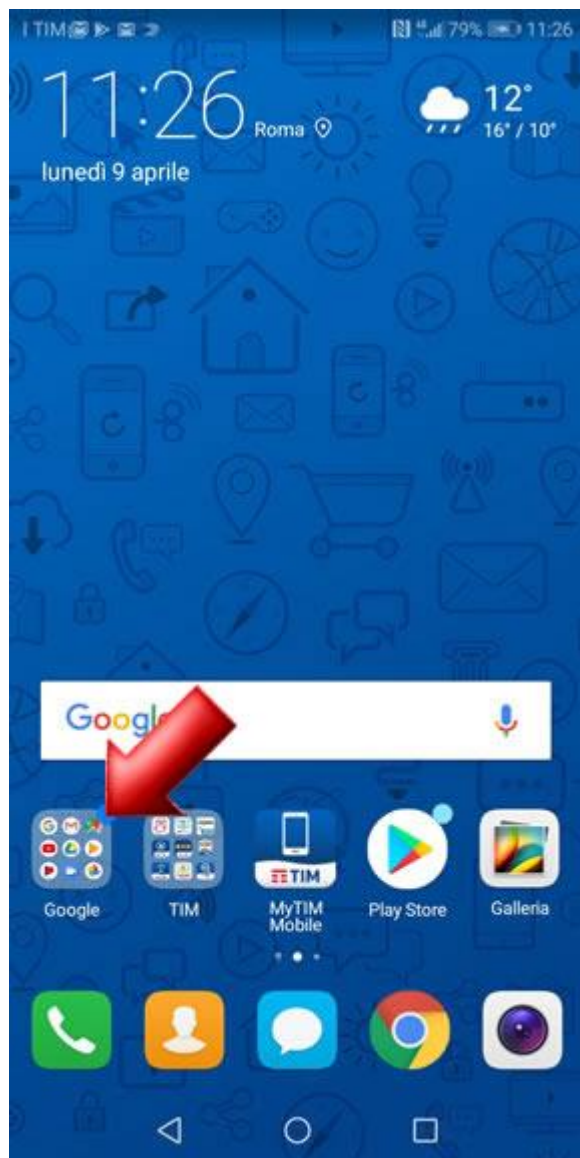 I TIM 79% 11:26
11:26 Roma 12°
16° / 10°
lunedì 9 aprile
Google
Google TIM MyTIM Mobile Play Store Galleria
TIM